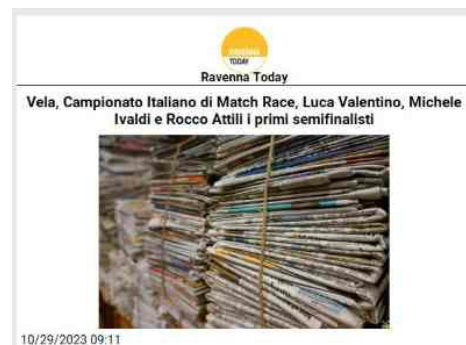 RAVENNA
TODAY
Ravenna Today
Vela, Campionato Italiano di Match Race, Luca Valentino, Michele
Ivaldi e Rocco Attili i primi semifinalisti
10/29/2023 09:11